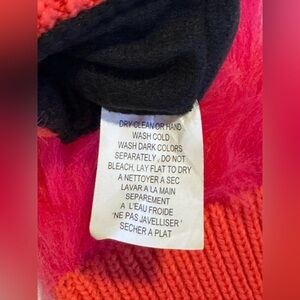 DRY CLEAN OR HAND
WASH COLD
WASH DARK COLORS
SEPARATELY, DO NOT
BLEACH, LAY FLAT TO DRY
A NETTOYER A SEC
LAVAR A LA MAIN
SEPAREMENT
A L'EAU FROIDE
'NE PAS JAVELLISER'
SECHER A PLAT